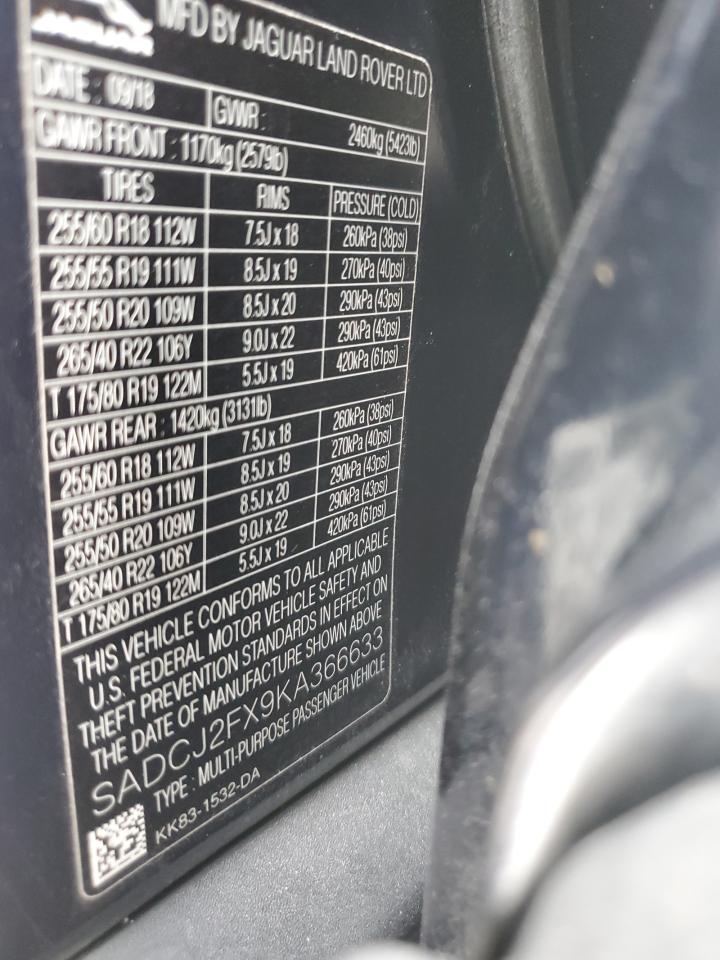 JAGUAR
MFD BY JAGUAR LAND ROVER LTD
DATE : 09/18 GVWR : 2460kg (5423lb)
GAWR FRONT : 1170kg (2579lb)
TIRES RIMS PRESSURE (COLD)
255/60 R18 112W 7.5J x 18 260kPa (38psi)
255/55 R19 111W 8.5J x 19 270kPa (40psi)
255/50 R20 109W 8.5J x 20 290kPa (43psi)
265/40 R22 106Y 9.0J x 22 290kPa (43psi)
T 175/80 R19 122M 5.5J x 19 420kPa (61psi)
GAWR REAR : 1420kg (3131lb)
255/60 R18 112W 7.5J x 18 260kPa (38psi)
255/55 R19 111W 8.5J x 19 270kPa (40psi)
255/50 R20 109W 8.5J x 20 290kPa (43psi)
265/40 R22 106Y 9.0J x 22 290kPa (43psi)
T 175/80 R19 122M 5.5J x 19 420kPa (61psi)
THIS VEHICLE CONFORMS TO ALL APPLICABLE
U.S. FEDERAL MOTOR VEHICLE SAFETY AND
THEFT PREVENTION STANDARDS IN EFFECT ON
THE DATE OF MANUFACTURE SHOWN ABOVE
SADCJ2FX9KA366633
TYPE : MULTI-PURPOSE PASSENGER VEHICLE
KK83-1532-DA